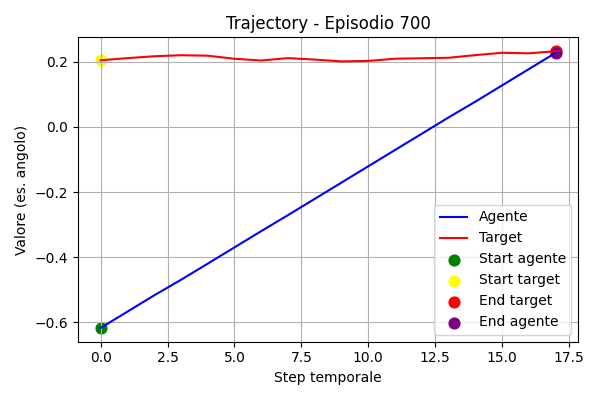 Trajectory - Episodio 700
Valore (es. angolo)
0.2
0.0
−0.2
−0.4
−0.6
0.0 2.5 5.0 7.5 10.0 12.5 15.0 17.5
Step temporale
Agente
Target
Start agente
Start target
End target
End agente